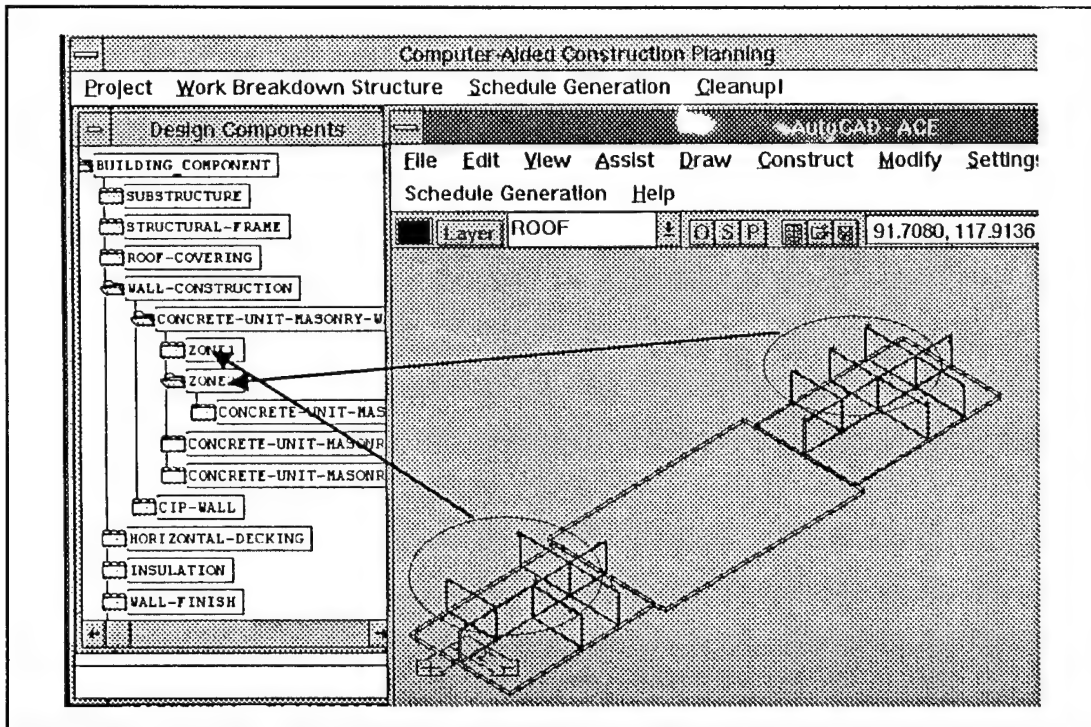 Computer-Aided Construction Planning
Project Work Breakdown Structure Schedule Generation Cleanup!
Design Components
BUILDING_COMPONENT
SUBSTRUCTURE
STRUCTURAL-FRAME
ROOF-COVERING
WALL-CONSTRUCTION
CONCRETE-UNIT-MASONRY-W
ZONE1
ZONE
CONCRETE-UNIT-MAS
CONCRETE-UNIT-MASONR
CONCRETE-UNIT-MASONR
CIP-WALL
HORIZONTAL-DECKING
INSULATION
WALL-FINISH
AutoCAD - ACE
File Edit View Assist Draw Construct Modify Settings
Schedule Generation Help
Layer ROOF O S P 91.7080, 117.9136